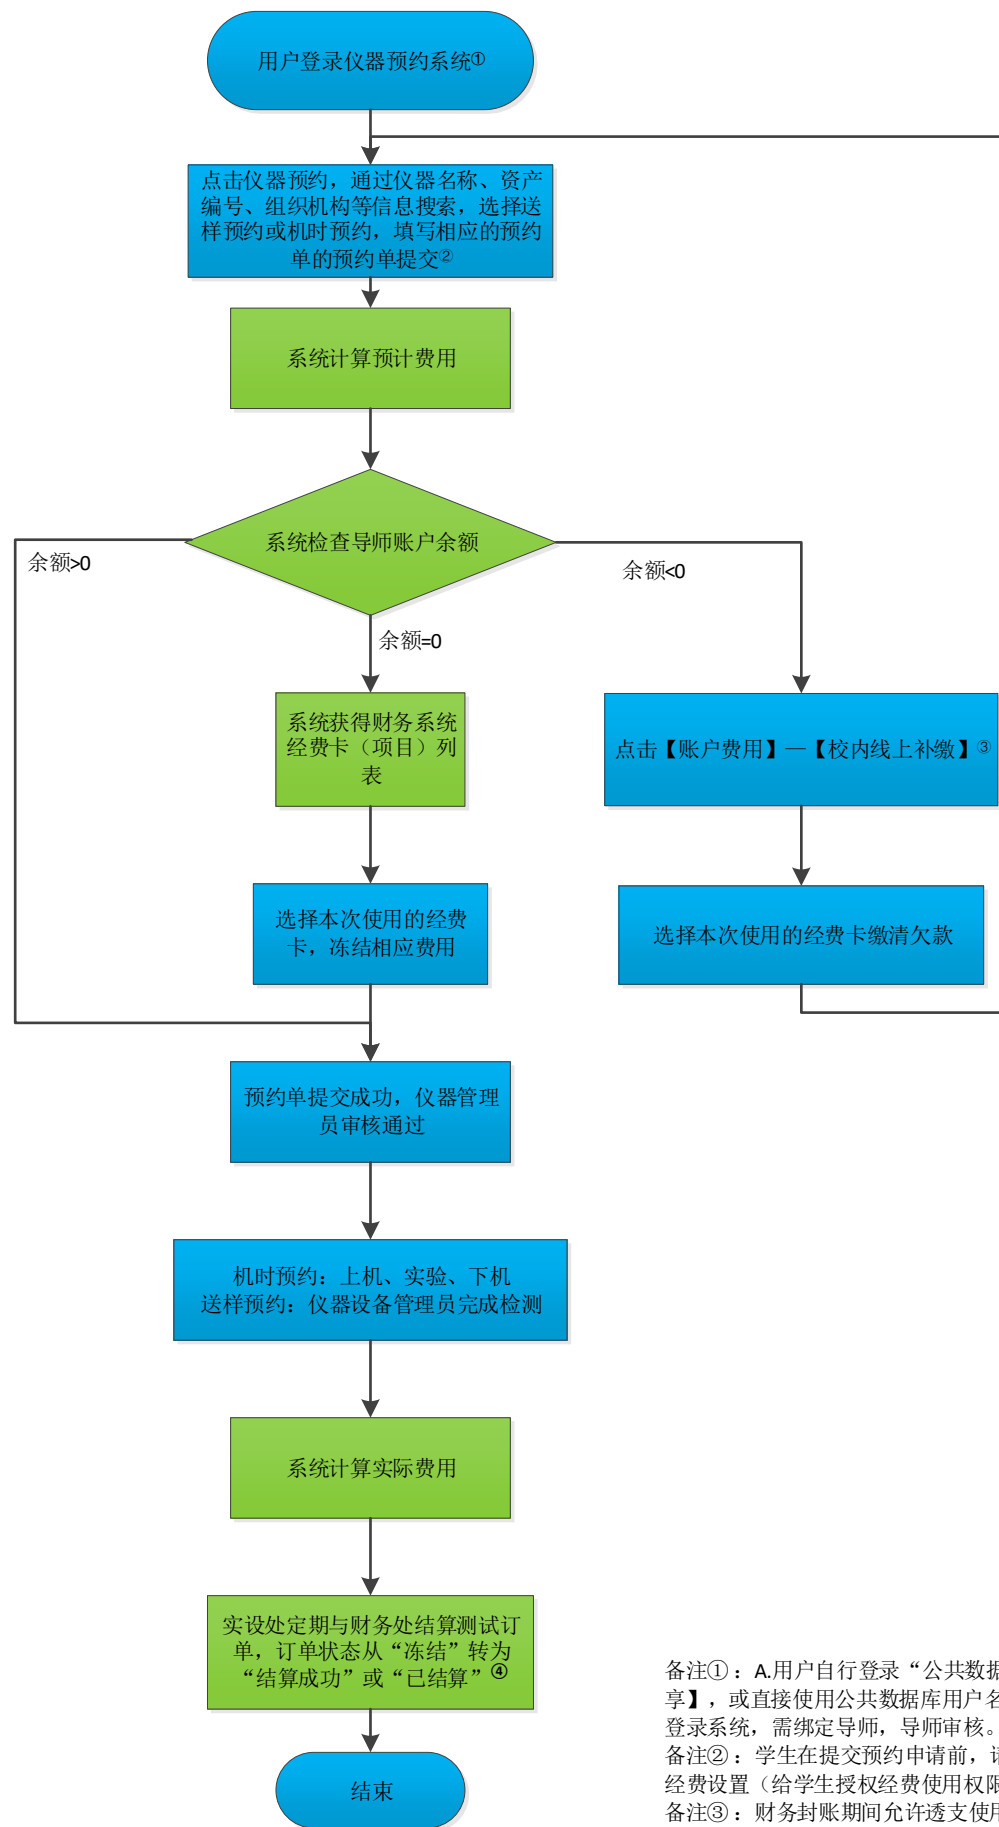 用户登录仪器预约系统①
点击仪器预约，通过仪器名称、资产
编号、组织机构等信息搜索，选择送
样预约或机时预约，填写相应的预约
单的预约单提交②
系统计算预计费用
系统检查导师账户余额
余额>0
余额<0
余额=0
系统获得财务系统
经费卡（项目）列
表
点击【账户费用】—【校内线上补缴】③
选择本次使用的经费
卡，冻结相应费用
选择本次使用的经费卡缴清欠款
预约单提交成功，仪器管理
员审核通过
机时预约：上机、实验、下机
送样预约：仪器设备管理员完成检测
系统计算实际费用
实设处定期与财务处结算测试订
单，订单状态从“冻结”转为
“结算成功”或“已结算”④
结束
备注①：A.用户自行登录“公共数据
享】，或直接使用公共数据库用户名
登录系统，需绑定导师，导师审核。
备注②：学生在提交预约申请前，请
经费设置（给学生授权经费使用权限
备注③：财务封账期间允许透支使用